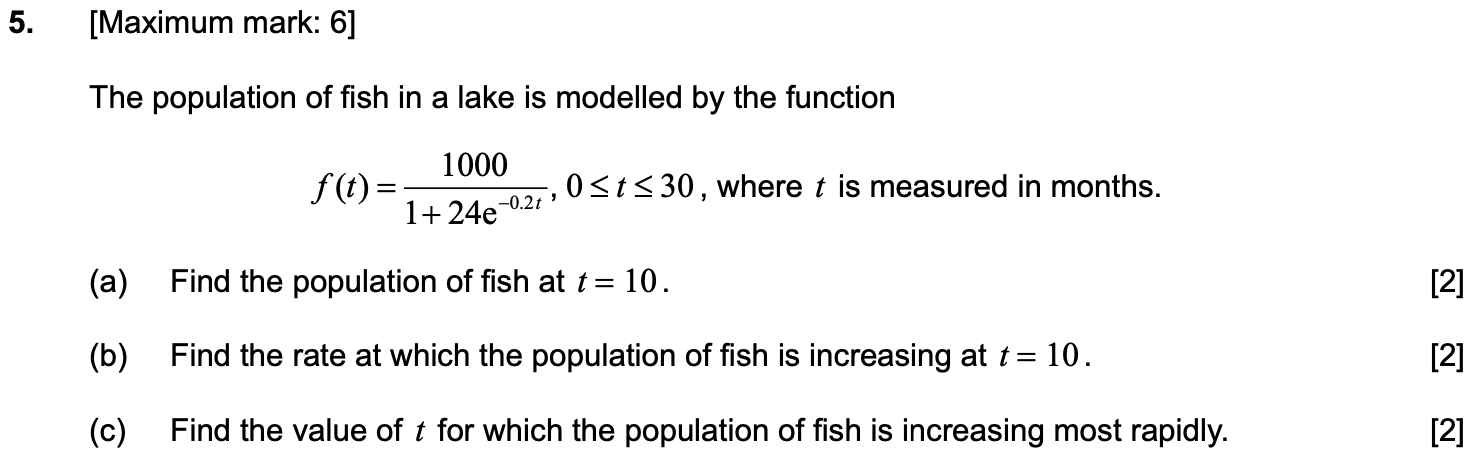 5. [Maximum mark: 6]
The population of fish in a lake is modelled by the function
f(t) = 1000 / (1 + 24e^(−0.2t)), 0 ≤ t ≤ 30, where t is measured in months.
(a) Find the population of fish at t = 10. [2]
(b) Find the rate at which the population of fish is increasing at t = 10. [2]
(c) Find the value of t for which the population of fish is increasing most rapidly. [2]